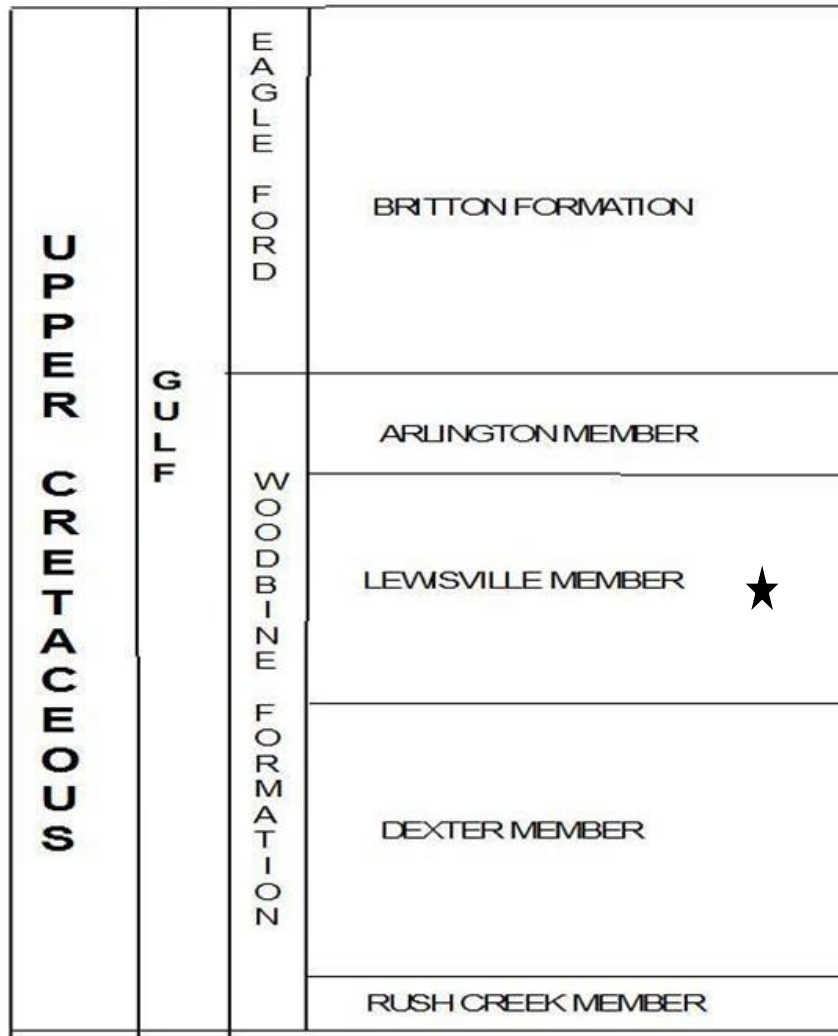 UPPER CRETACEOUS
GULF
EAGLE FORD
BRITTON FORMATION
WOODBINE FORMATION
ARLINGTON MEMBER
LEWISVILLE MEMBER
DEXTER MEMBER
RUSH CREEK MEMBER